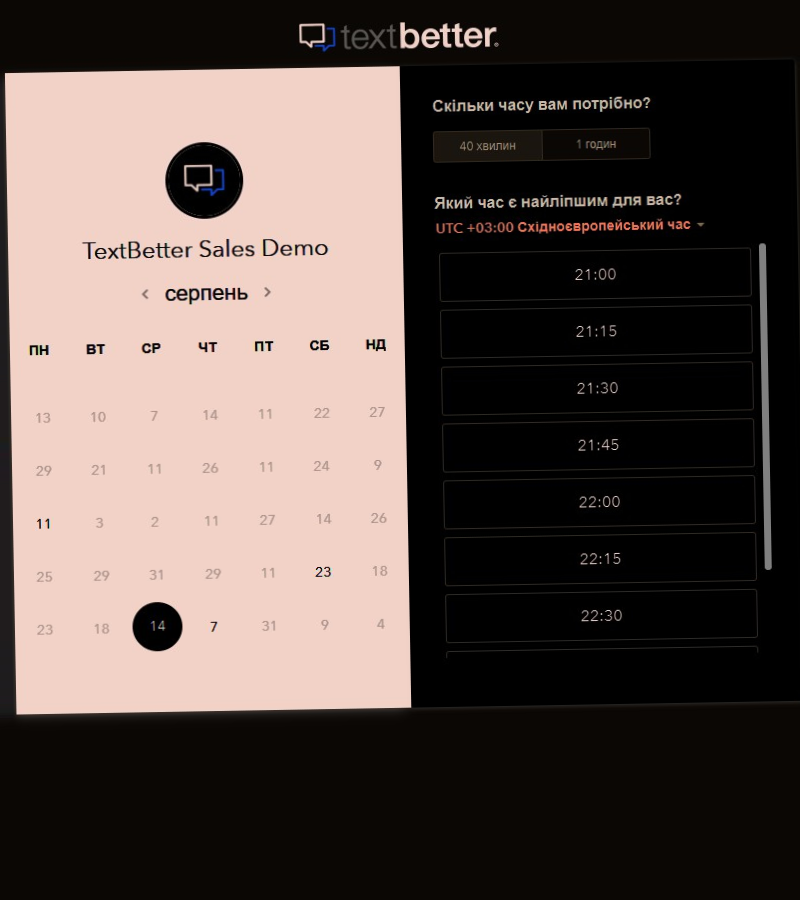 textbetter.
TextBetter Sales Demo
‹ серпень ›
ПН ВТ СР ЧТ ПТ СБ НД
13 10 7 14 11 22 27
29 21 11 26 11 24 9
11 3 2 11 27 14 26
25 29 31 29 11 23 18
23 18 14 7 31 9 4
Скільки часу вам потрібно?
40 хвилин 1 годин
Який час є найліпшим для вас?
UTC +03:00 Східноєвропейський час
21:00
21:15
21:30
21:45
22:00
22:15
22:30